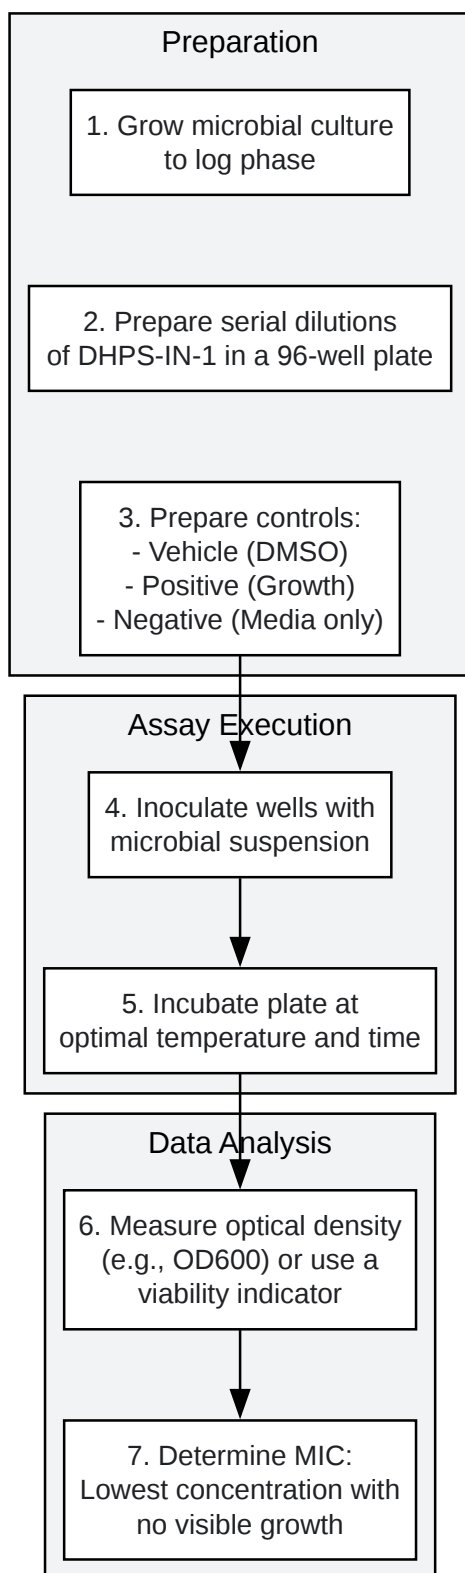 Preparation
1. Grow microbial culture
to log phase
2. Prepare serial dilutions
of DHPS-IN-1 in a 96-well plate
3. Prepare controls:
- Vehicle (DMSO)
- Positive (Growth)
- Negative (Media only)
Assay Execution
4. Inoculate wells with
microbial suspension
5. Incubate plate at
optimal temperature and time
Data Analysis
6. Measure optical density
(e.g., OD600) or use a
viability indicator
7. Determine MIC:
Lowest concentration with
no visible growth